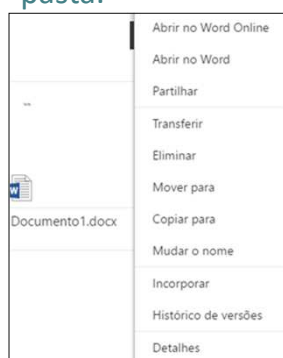 pasta.
Abrir no Word Online
Abrir no Word
Partilhar
Transferir
Eliminar
Mover para
Documento1.docx
Copiar para
Mudar o nome
Incorporar
Histórico de versões
Detalhes